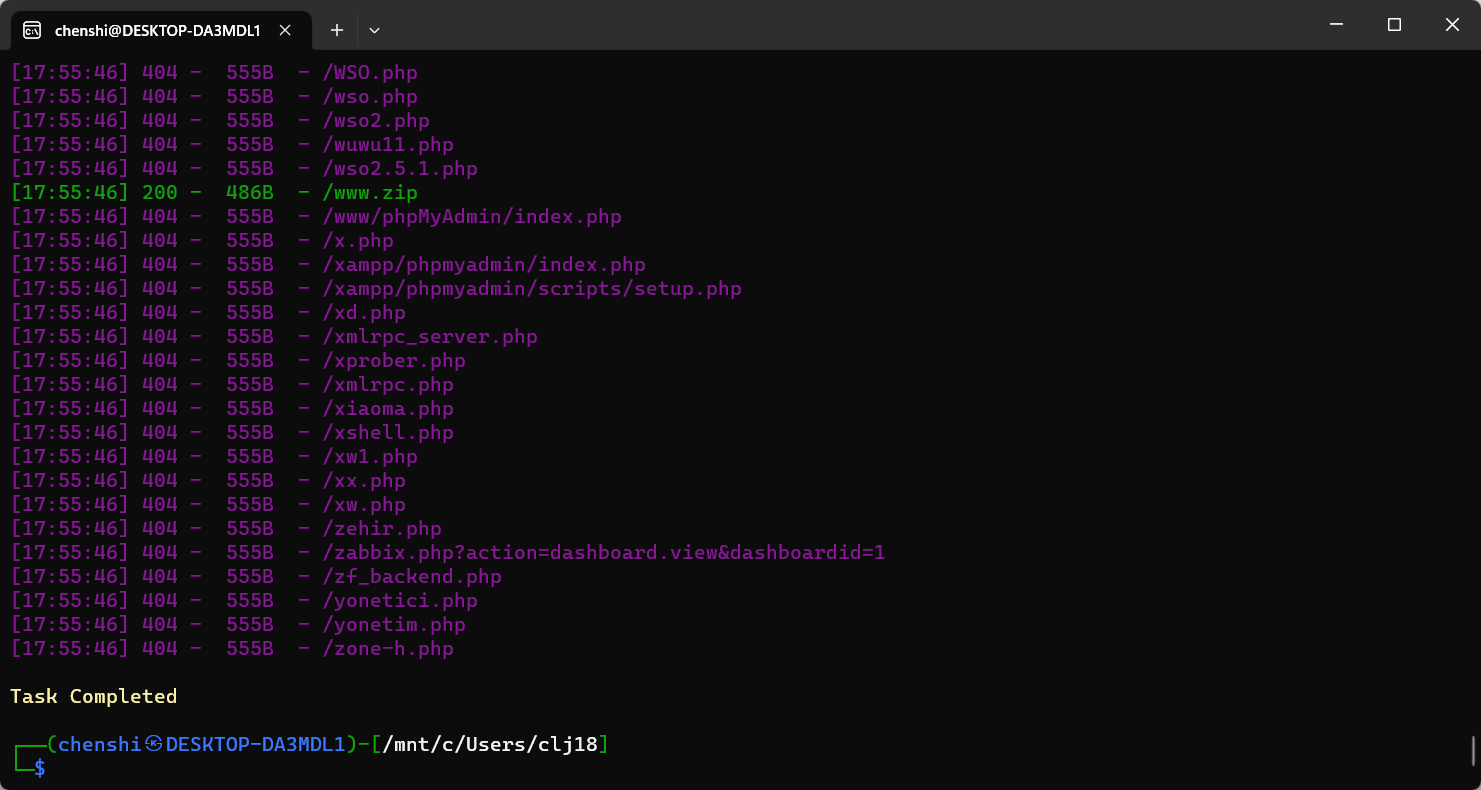 chenshi@DESKTOP-DA3MDL1
[17:55:46] 404 -  555B  - /WSO.php
[17:55:46] 404 -  555B  - /wso.php
[17:55:46] 404 -  555B  - /wso2.php
[17:55:46] 404 -  555B  - /wuwu11.php
[17:55:46] 404 -  555B  - /wso2.5.1.php
[17:55:46] 200 -  486B  - /www.zip
[17:55:46] 404 -  555B  - /www/phpMyAdmin/index.php
[17:55:46] 404 -  555B  - /x.php
[17:55:46] 404 -  555B  - /xampp/phpmyadmin/index.php
[17:55:46] 404 -  555B  - /xampp/phpmyadmin/scripts/setup.php
[17:55:46] 404 -  555B  - /xd.php
[17:55:46] 404 -  555B  - /xmlrpc_server.php
[17:55:46] 404 -  555B  - /xprober.php
[17:55:46] 404 -  555B  - /xmlrpc.php
[17:55:46] 404 -  555B  - /xiaoma.php
[17:55:46] 404 -  555B  - /xshell.php
[17:55:46] 404 -  555B  - /xw1.php
[17:55:46] 404 -  555B  - /xx.php
[17:55:46] 404 -  555B  - /xw.php
[17:55:46] 404 -  555B  - /zehir.php
[17:55:46] 404 -  555B  - /zabbix.php?action=dashboard.view&dashboardid=1
[17:55:46] 404 -  555B  - /zf_backend.php
[17:55:46] 404 -  555B  - /yonetici.php
[17:55:46] 404 -  555B  - /yonetim.php
[17:55:46] 404 -  555B  - /zone-h.php
Task Completed
┌──(chenshi㉿DESKTOP-DA3MDL1)-[/mnt/c/Users/clj18]
└─$